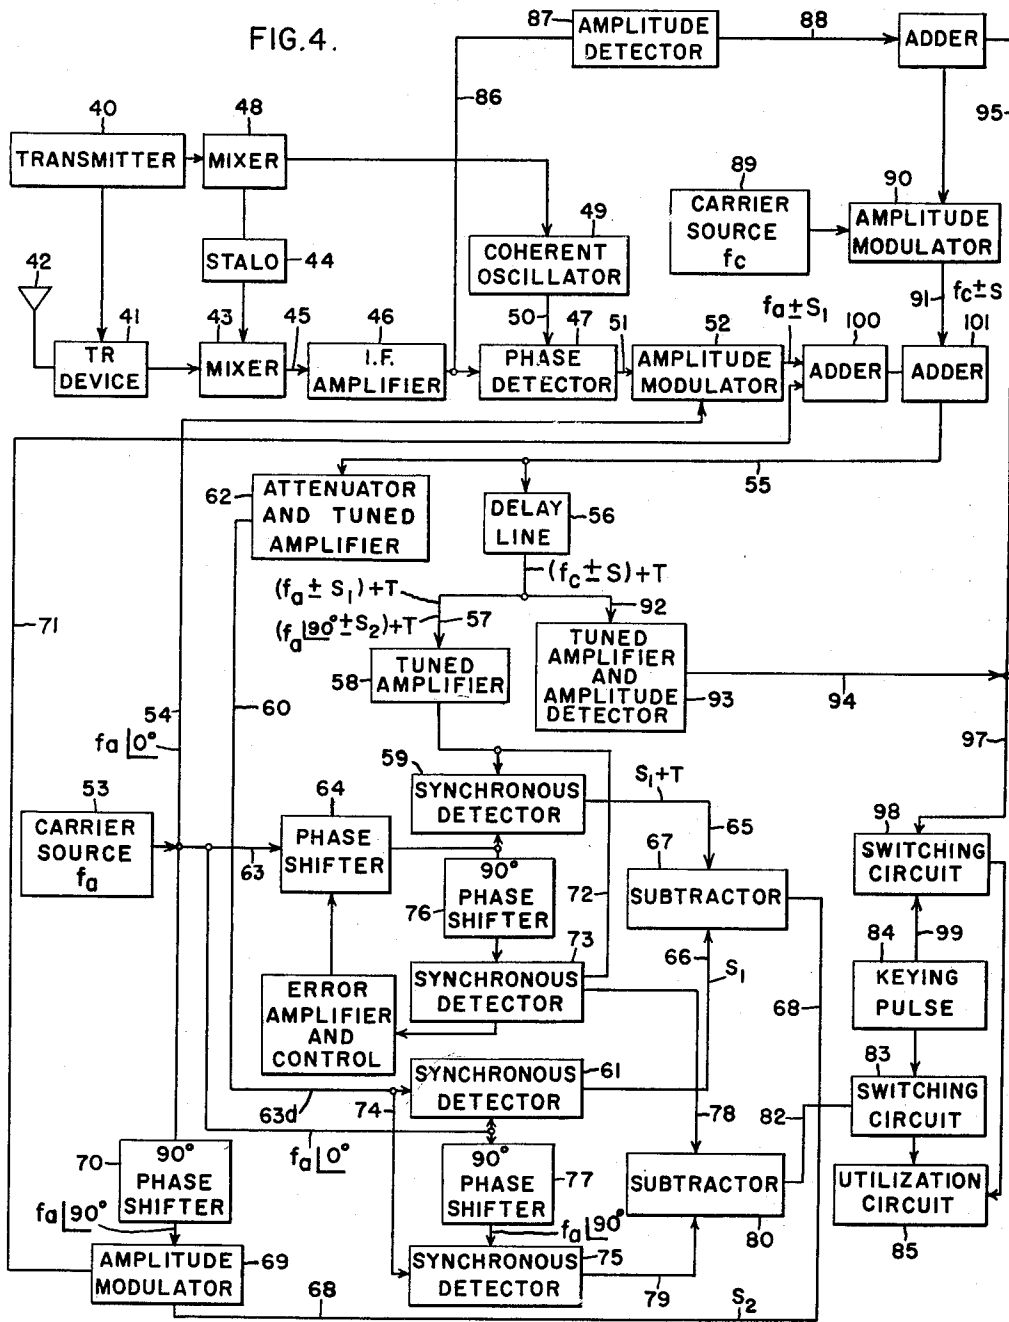 FIG.4.
87
AMPLITUDE
DETECTOR
88
ADDER
95
86
40
TRANSMITTER
48
MIXER
89
CARRIER
SOURCE
fc
90
AMPLITUDE
MODULATOR
49
COHERENT
OSCILLATOR
STALO
44
42
41
TR
DEVICE
43
MIXER
45
46
I.F.
AMPLIFIER
50
47
PHASE
DETECTOR
51
52
AMPLITUDE
MODULATOR
fa±S1
100
ADDER
91
fc±S
101
ADDER
55
62
ATTENUATOR
AND TUNED
AMPLIFIER
DELAY
LINE
56
(fc±S)+T
(fa±S1)+T
(fa|90°±S2)+T
57
92
71
58
TUNED
AMPLIFIER
TUNED
AMPLIFIER
AND
AMPLITUDE
DETECTOR
93
94
60
54
fa|0°
97
59
SYNCHRONOUS
DETECTOR
S1+T
65
53
CARRIER
SOURCE
fa
63
64
PHASE
SHIFTER
67
SUBTRACTOR
98
SWITCHING
CIRCUIT
90°
PHASE
SHIFTER
76
72
66
S1
99
84
KEYING
PULSE
73
SYNCHRONOUS
DETECTOR
ERROR
AMPLIFIER
AND
CONTROL
68
61
SYNCHRONOUS
DETECTOR
63d
74
78
82
83
SWITCHING
CIRCUIT
fa|0°
70
90°
PHASE
SHIFTER
90°
PHASE
SHIFTER
77
SUBTRACTOR
80
UTILIZATION
CIRCUIT
85
fa|90°
fa|90°
AMPLITUDE
MODULATOR
69
75
SYNCHRONOUS
DETECTOR
79
68
S2